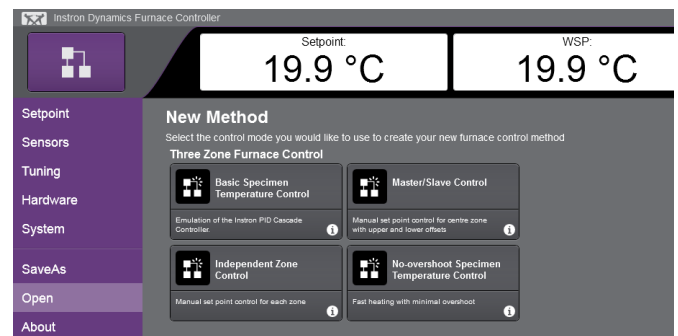 Instron Dynamics Furnace Controller
Setpoint:
19.9 °C
WSP:
19.9 °C
Setpoint
Sensors
Tuning
Hardware
System
SaveAs
Open
About
New Method
Select the control mode you would like to use to create your new furnace control method
Three Zone Furnace Control
Basic Specimen
Temperature Control
Emulation of the Instron PID Cascade
Controller.
Master/Slave Control
Manual set point control for centre zone
with upper and lower offsets
Independent Zone
Control
Manual set point control for each zone
No-overshoot Specimen
Temperature Control
Fast heating with minimal overshoot